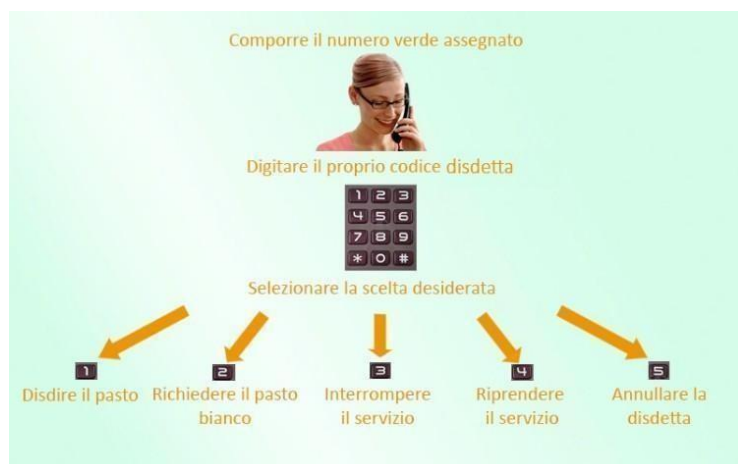 Comporre il numero verde assegnato
Digitare il proprio codice disdetta
1 2 3
4 5 6
7 8 9
* 0 #
Selezionare la scelta desiderata
1
Disdire il pasto
2
Richiedere il pasto
bianco
3
Interrompere
il servizio
4
Riprendere
il servizio
5
Annullare la
disdetta